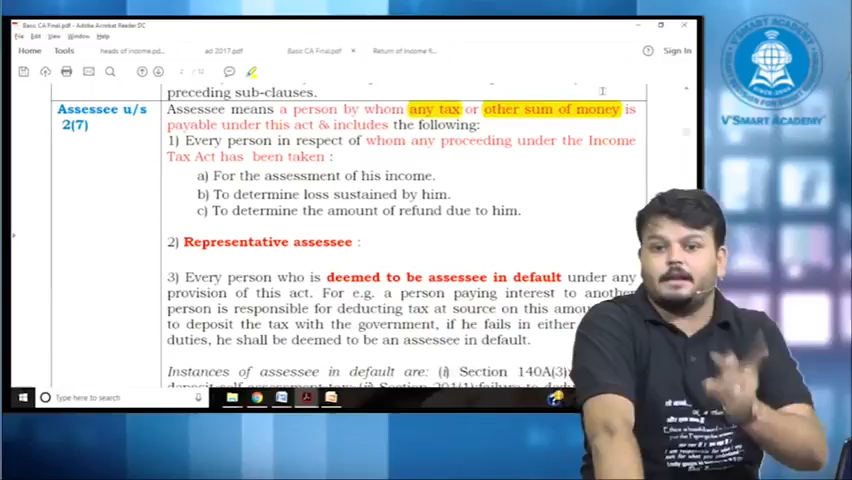 Basic CA Final.pdf - Adobe Acrobat Reader DC
File Edit View Window Help
Home Tools heads of income.pd... ad 2017.pdf Basic CA Final.pdf × Return of Income R... Sign In
2 / 12
preceding sub-clauses.
Assessee u/s 2(7)
Assessee means a person by whom any tax or other sum of money is
payable under this act & includes the following:
1) Every person in respect of whom any proceeding under the Income
Tax Act has been taken :
a) For the assessment of his income.
b) To determine loss sustained by him.
c) To determine the amount of refund due to him.
2) Representative assessee :
3) Every person who is deemed to be assessee in default under any
provision of this act. For e.g. a person paying interest to another
person is responsible for deducting tax at source on this amou
to deposit the tax with the government, if he fails in either
duties, he shall be deemed to be an assessee in default.
Instances of assessee in default are: (i) Section 140A(3)
deposit self assessment tax; (ii) Section 201(1) failure to dedu
Type here to search
V'SMART ACADEMY